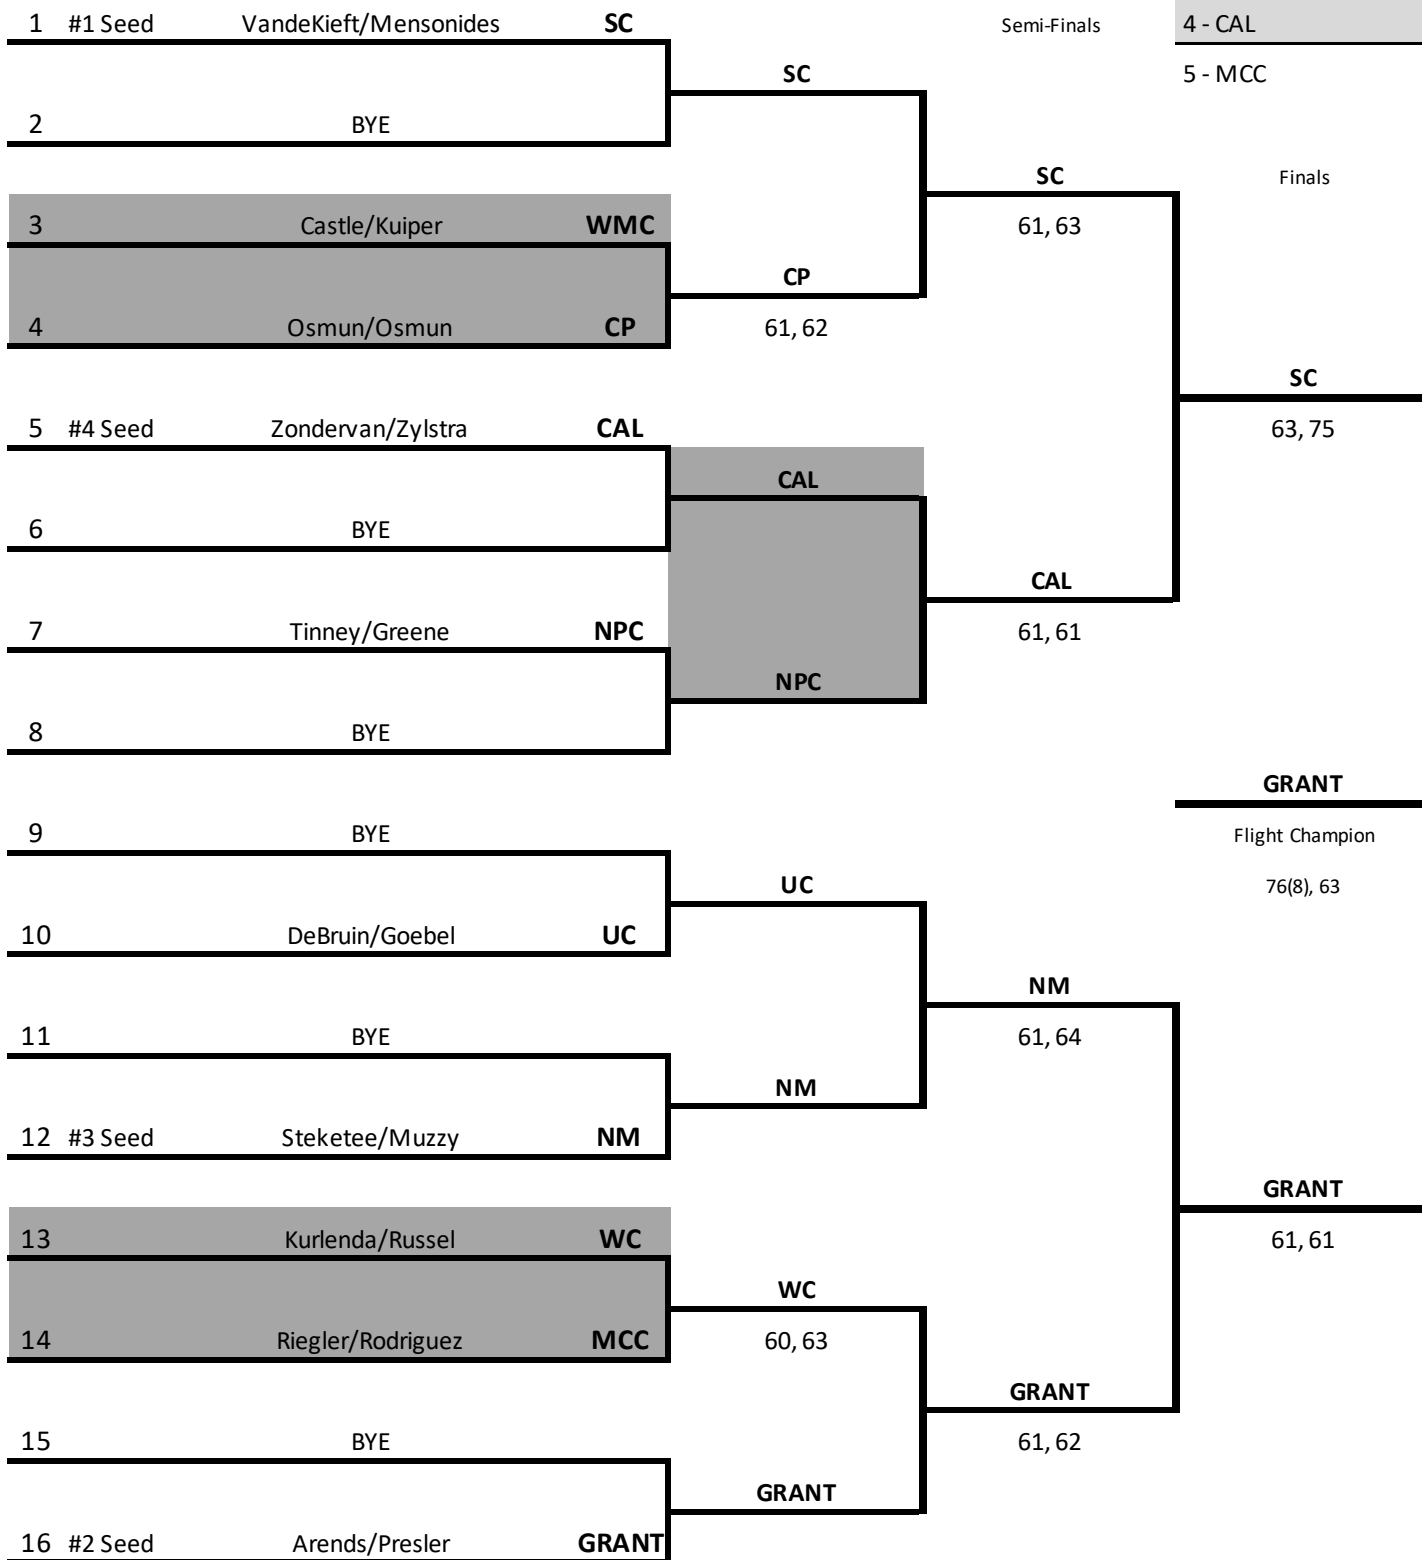 1 #1 Seed VandeKieft/Mensonides SC Semi-Finals 4 - CAL
SC 5 - MCC
2 BYE
SC Finals
3 Castle/Kuiper WMC 61, 63
CP
4 Osmun/Osmun CP 61, 62
SC
5 #4 Seed Zondervan/Zylstra CAL 63, 75
CAL
6 BYE
CAL
7 Tinney/Greene NPC 61, 61
NPC
8 BYE
GRANT
9 BYE Flight Champion
UC 76(8), 63
10 DeBruin/Goebel UC
NM
11 BYE 61, 64
NM
12 #3 Seed Steketee/Muzzy NM
GRANT
13 Kurlenda/Russel WC 61, 61
WC
14 Riegler/Rodriguez MCC 60, 63
GRANT
15 BYE 61, 62
GRANT
16 #2 Seed Arends/Presler GRANT